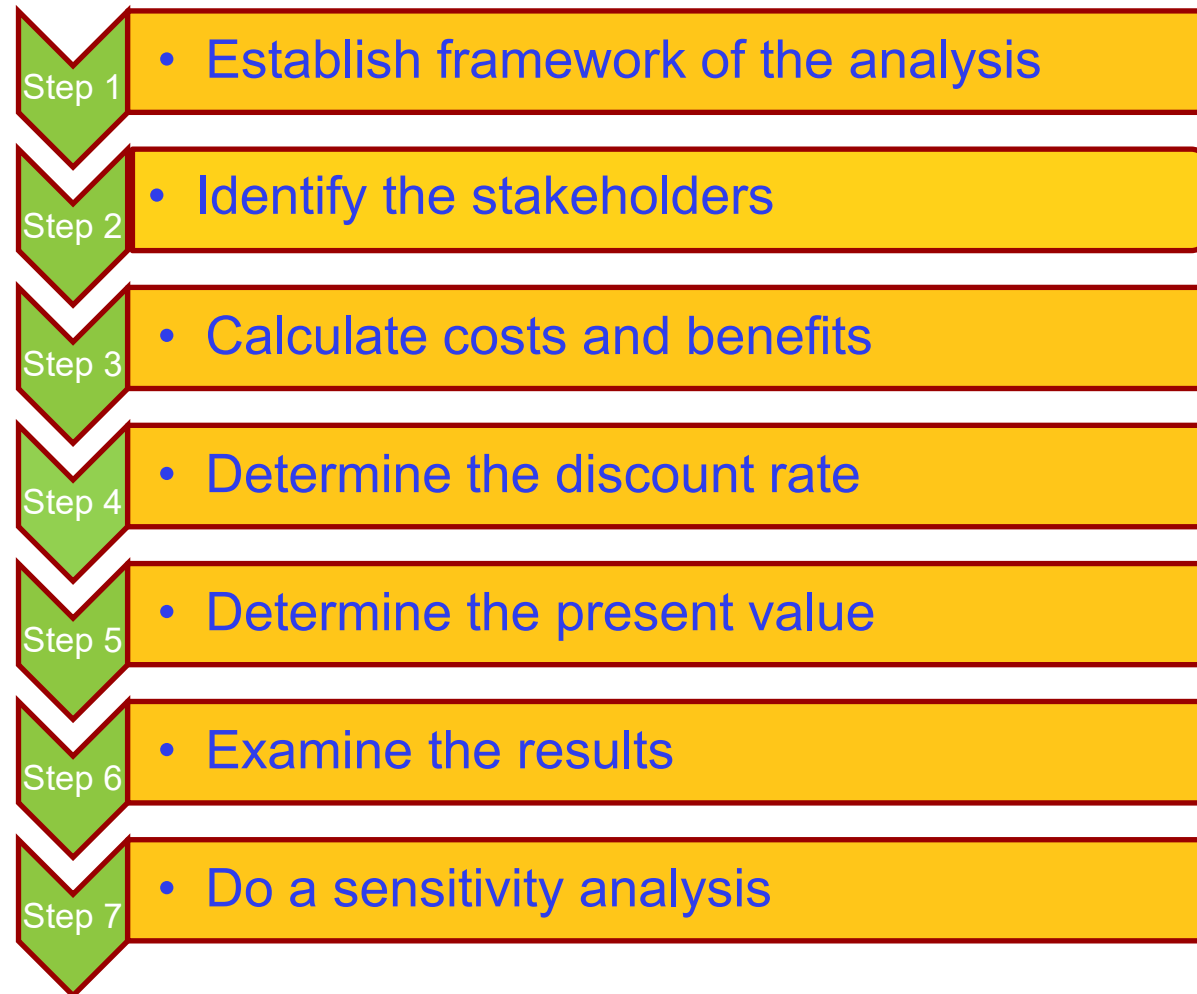 Step 1
• Establish framework of the analysis
Step 2
• Identify the stakeholders
Step 3
• Calculate costs and benefits
Step 4
• Determine the discount rate
Step 5
• Determine the present value
Step 6
• Examine the results
Step 7
• Do a sensitivity analysis